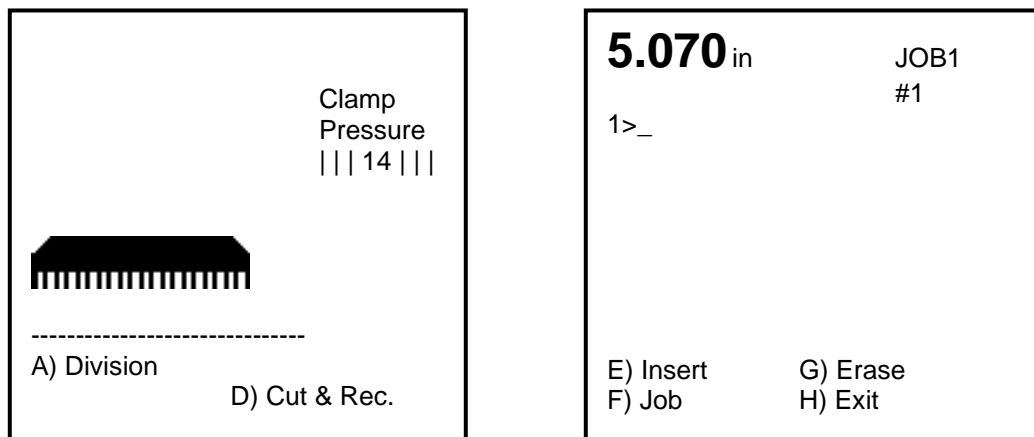 Clamp
Pressure
| | | 14 | | |
-------------------------------
A) Division
D) Cut & Rec.
5.070 in JOB1
#1
1>_
E) Insert G) Erase
F) Job H) Exit